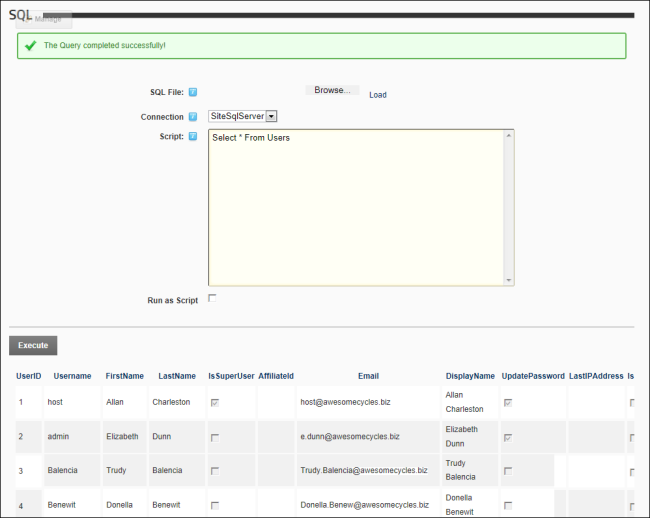 SQL
Manage
The Query completed successfully!
SQL File: Browse... Load
Connection SiteSqlServer
Script: Select * From Users
Run as Script
Execute
UserID Username FirstName LastName IsSuperUser AffiliateId Email DisplayName UpdatePassword LastIPAddress Is
1 host Allan Charleston host@awesomecycles.biz Allan Charleston
2 admin Elizabeth Dunn e.dunn@awesomecycles.biz Elizabeth Dunn
3 Balencia Trudy Balencia Trudy.Balencia@awesomecycles.biz Trudy Balencia
4 Benewit Donella Benewit Donella.Benew@awesomecycles.biz Donella Benewit